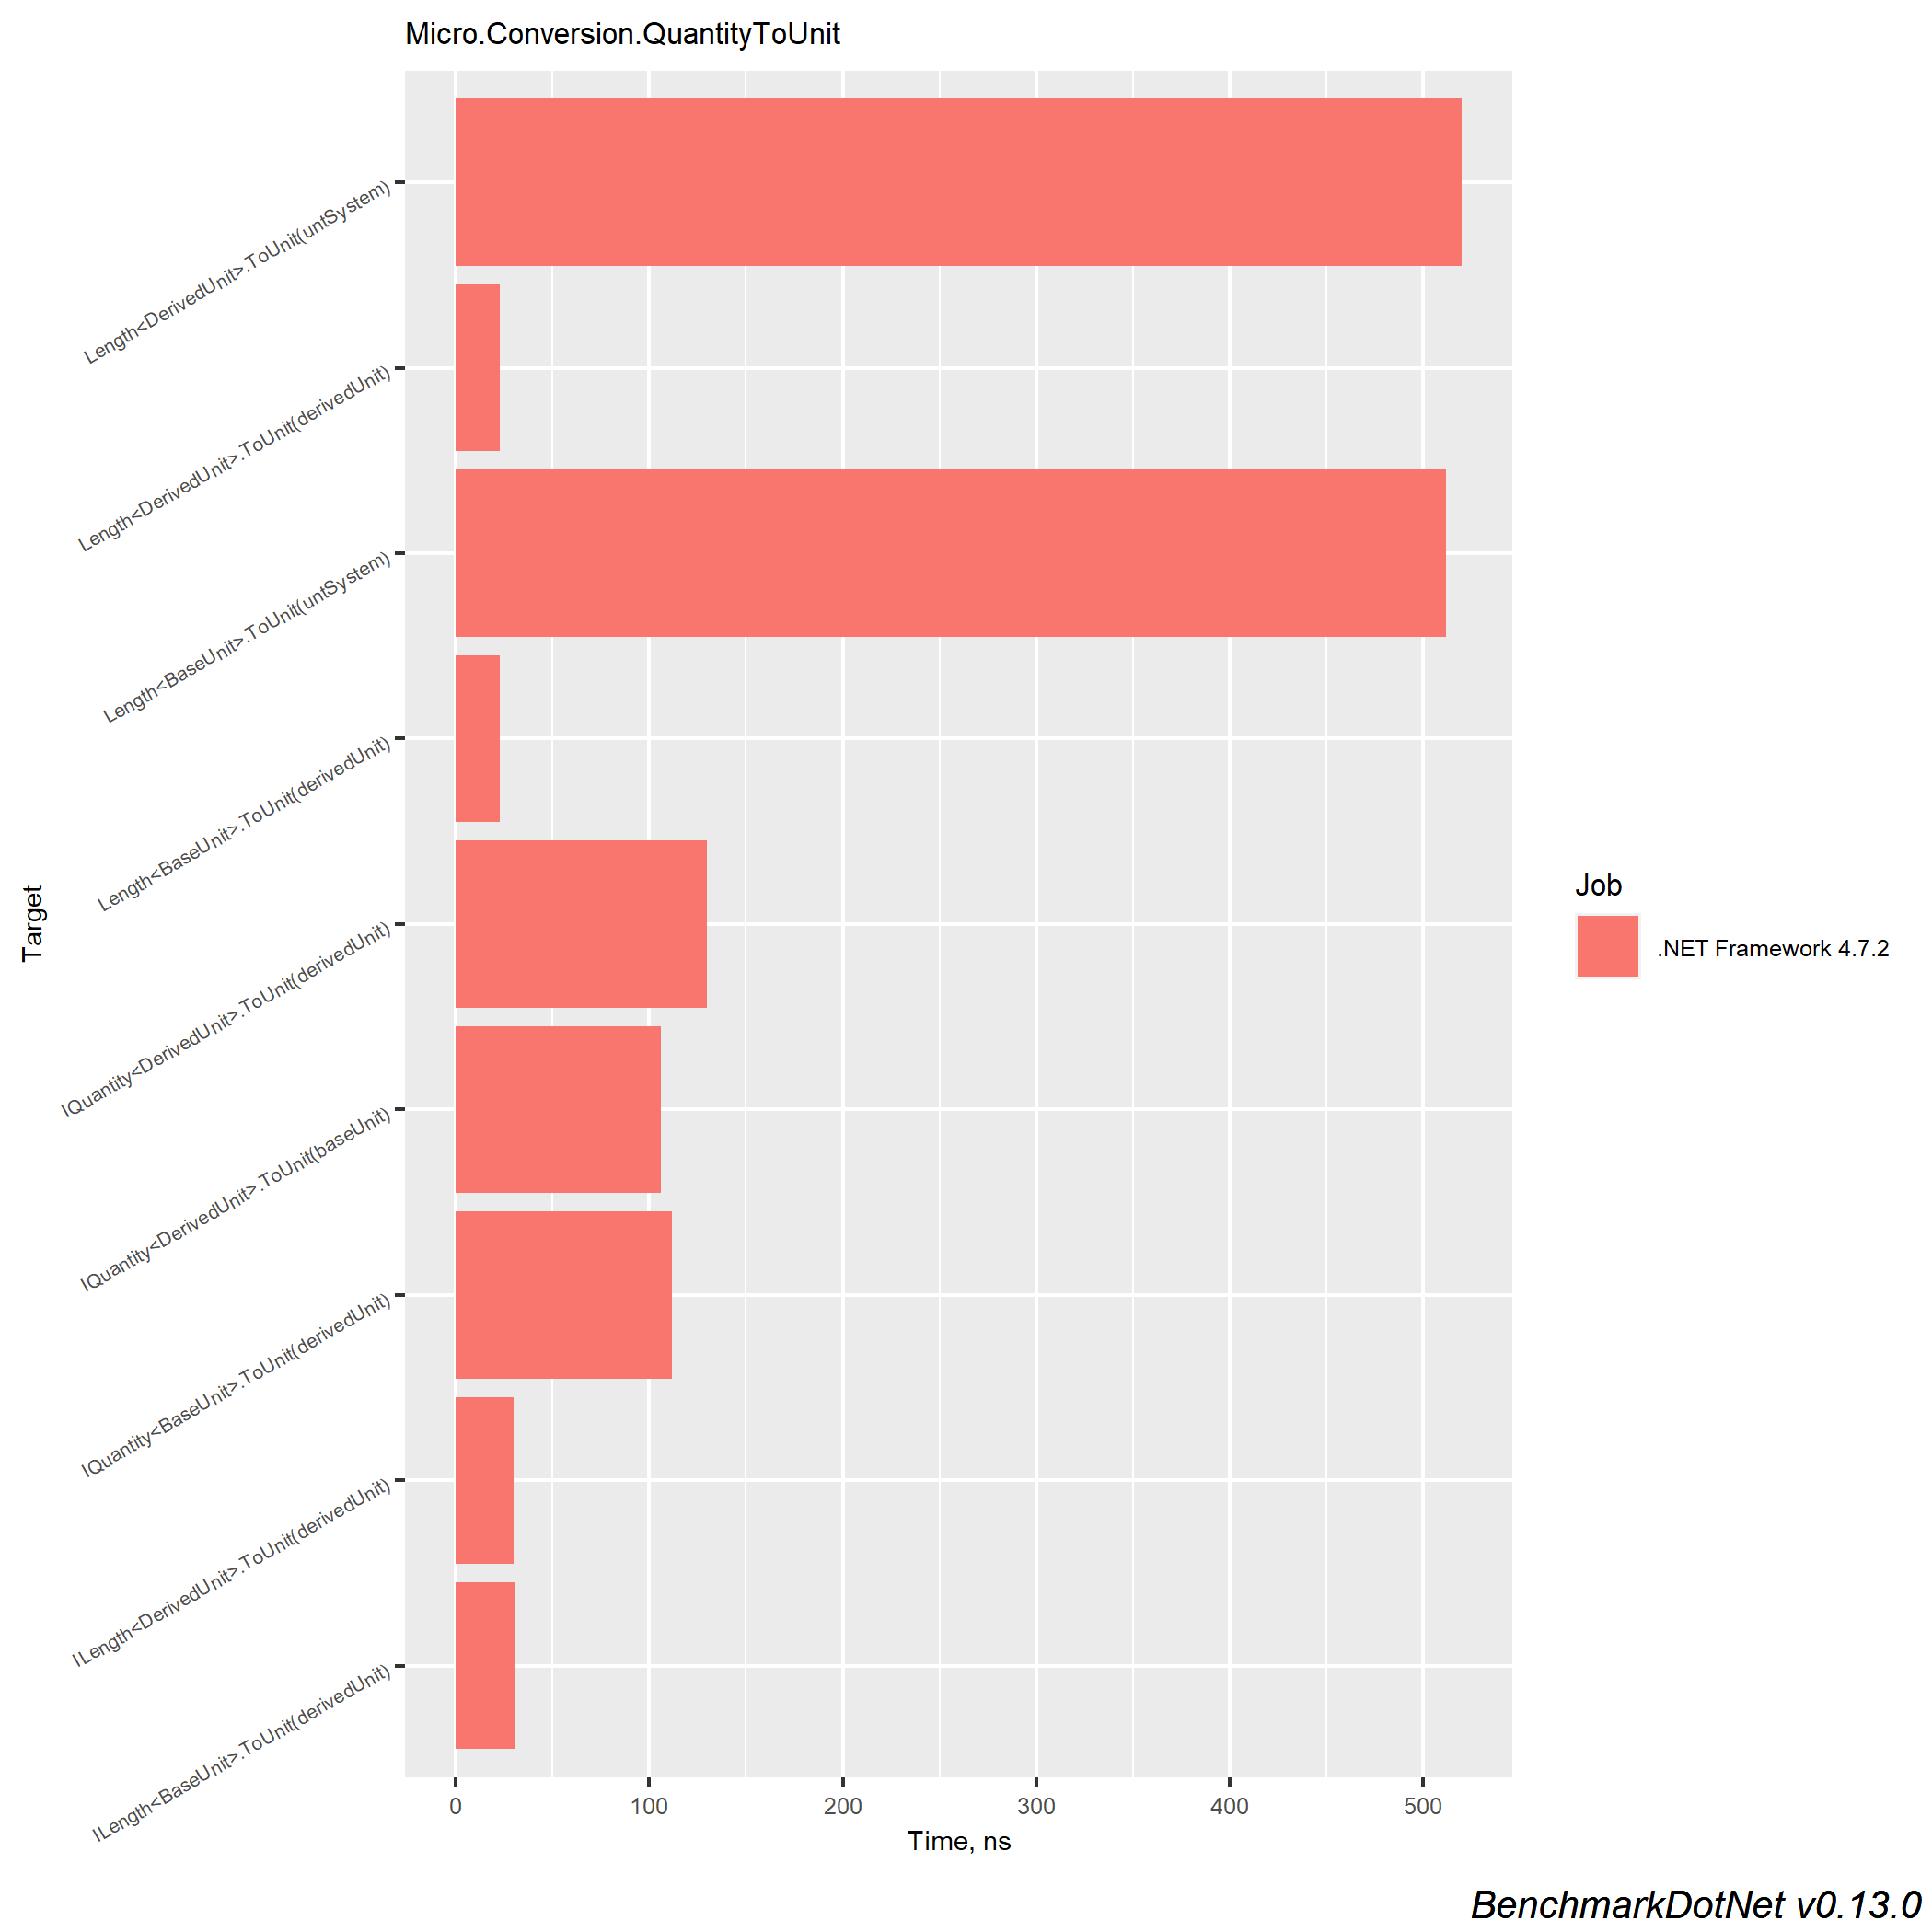 Micro.Conversion.QuantityToUnit
Length<DerivedUnit>.ToUnit(untSystem)
Length<DerivedUnit>.ToUnit(derivedUnit)
Length<BaseUnit>.ToUnit(untSystem)
Length<BaseUnit>.ToUnit(derivedUnit)
IQuantity<DerivedUnit>.ToUnit(derivedUnit)
IQuantity<DerivedUnit>.ToUnit(baseUnit)
IQuantity<BaseUnit>.ToUnit(derivedUnit)
ILength<DerivedUnit>.ToUnit(derivedUnit)
ILength<BaseUnit>.ToUnit(derivedUnit)
Target
0 100 200 300 400 500
Time, ns
Job
.NET Framework 4.7.2
BenchmarkDotNet v0.13.0